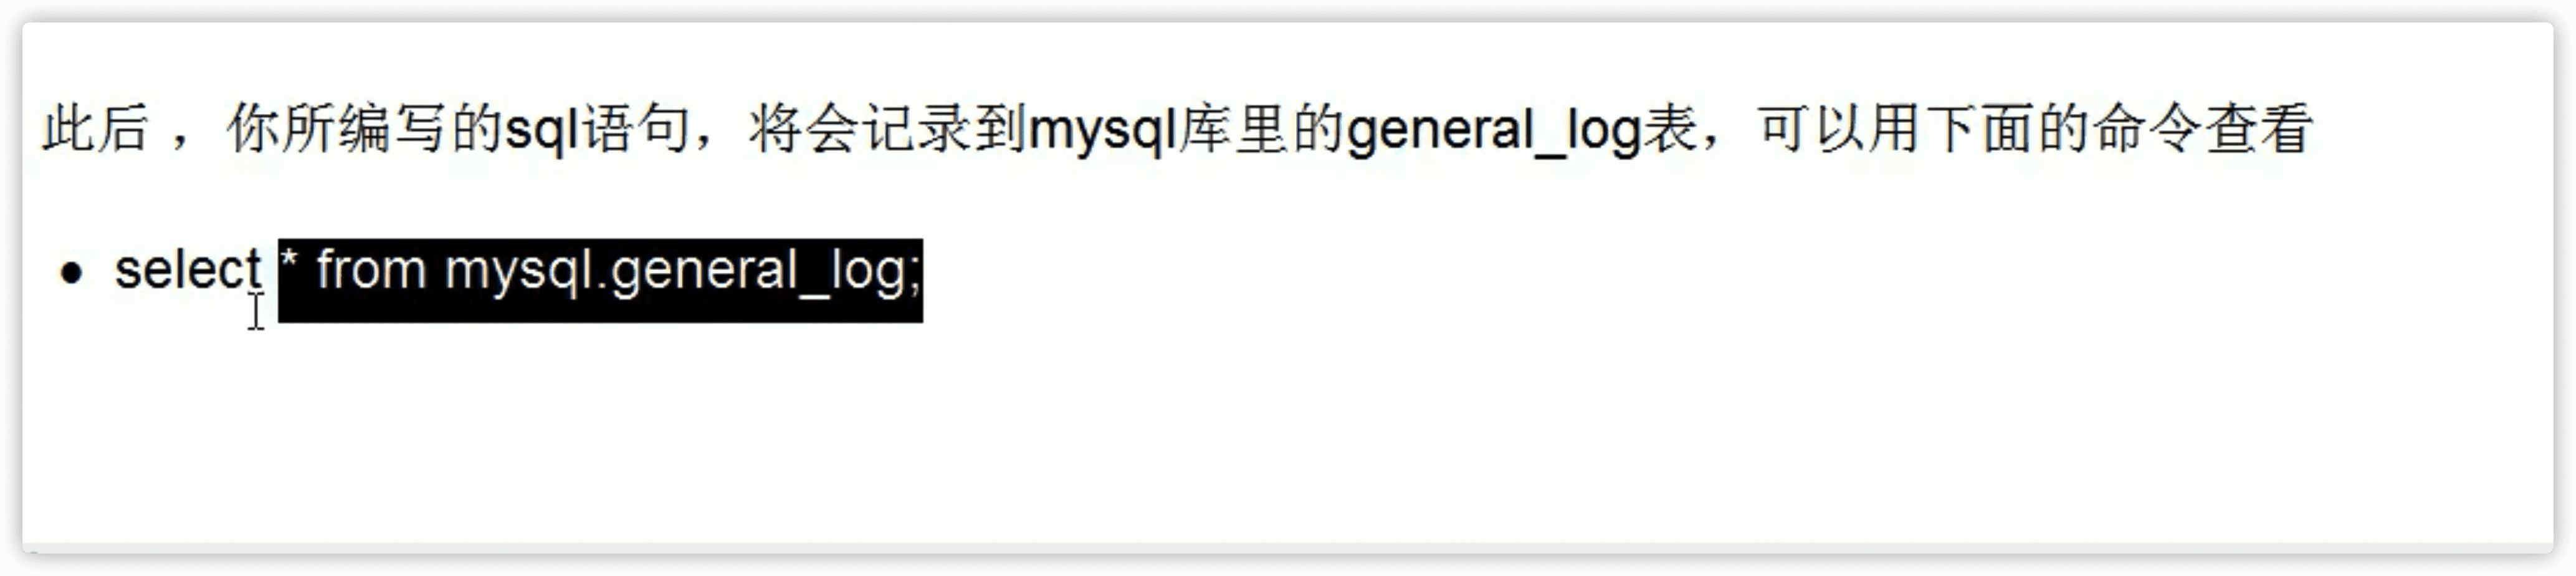 此后，你所编写的sql语句，将会记录到mysql库里的general_log表，可以用下面的命令查看
● select * from mysql.general_log;